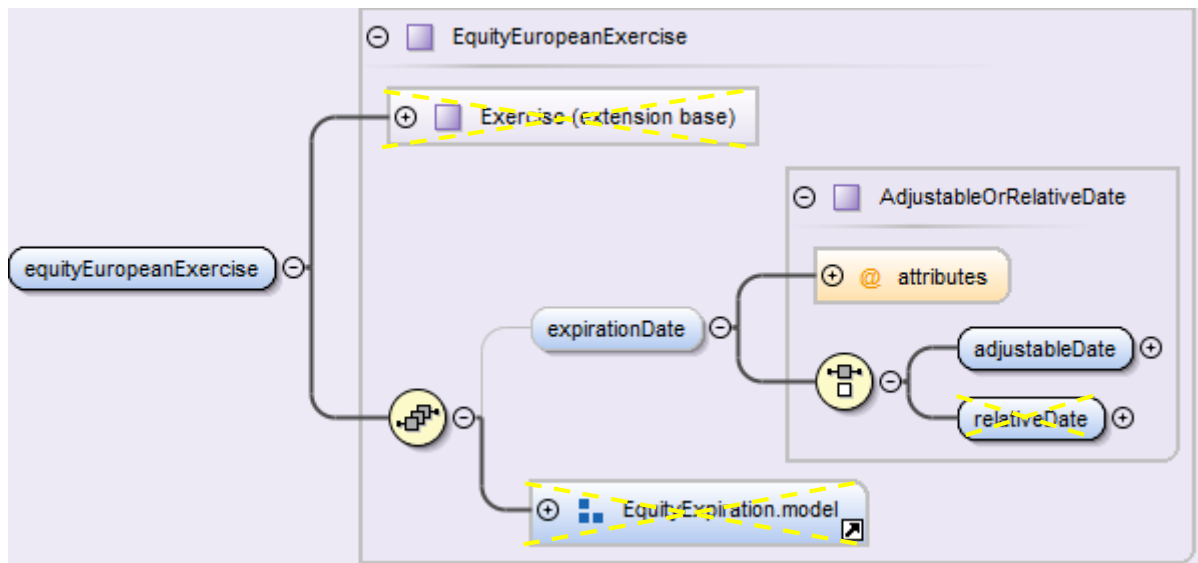 EquityEuropeanExercise
Exercise (extension base)
AdjustableOrRelativeDate
equityEuropeanExercise
@ attributes
expirationDate
adjustableDate
relativeDate
EquityExpiration.model